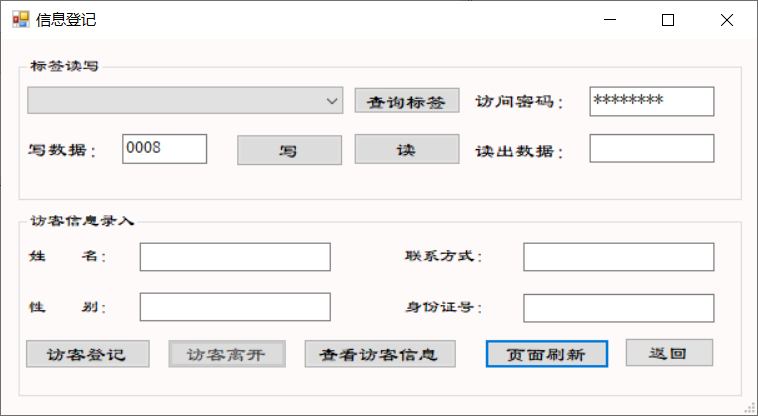 信息登记
标签读写
查询标签 访问密码： ********
写数据： 0008 写 读 读出数据：
访客信息录入
姓 名： 联系方式：
性 别： 身份证号：
访客登记 访客离开 查看访客信息 页面刷新 返回